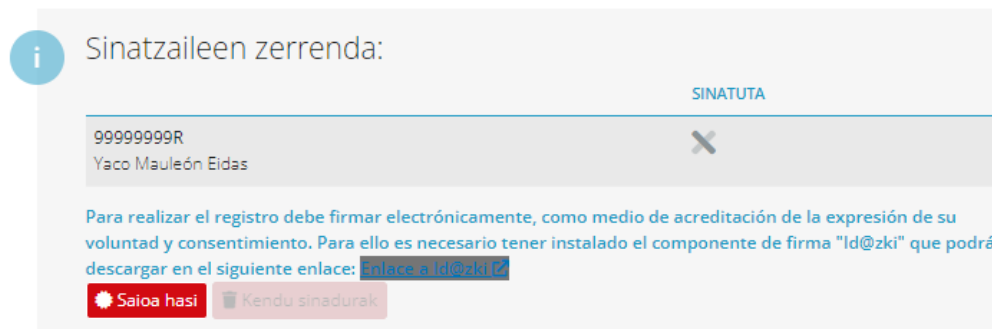 i
Sinatzaileen zerrenda:
SINATUTA
99999999R
Yaco Mauleón Eidas
Para realizar el registro debe firmar electrónicamente, como medio de acreditación de la expresión de su
voluntad y consentimiento. Para ello es necesario tener instalado el componente de firma "Id@zki" que podrá
descargar en el siguiente enlace: Enlace a Id@zki
Saioa hasi Kendu sinadurak